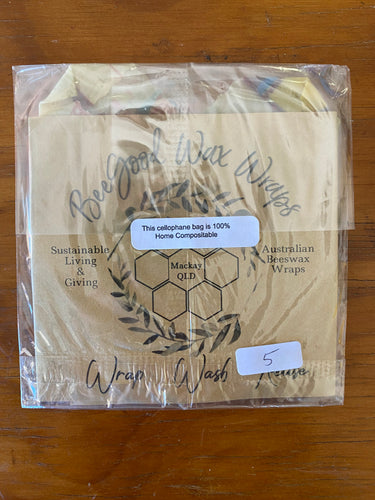 BeeGood Wax Wraps
This cellophane bag is 100%
Home Compositable
Sustainable
Living
&
Giving
Mackay
QLD
Australian
Beeswax
Wraps
5
Wrap Wash Reuse